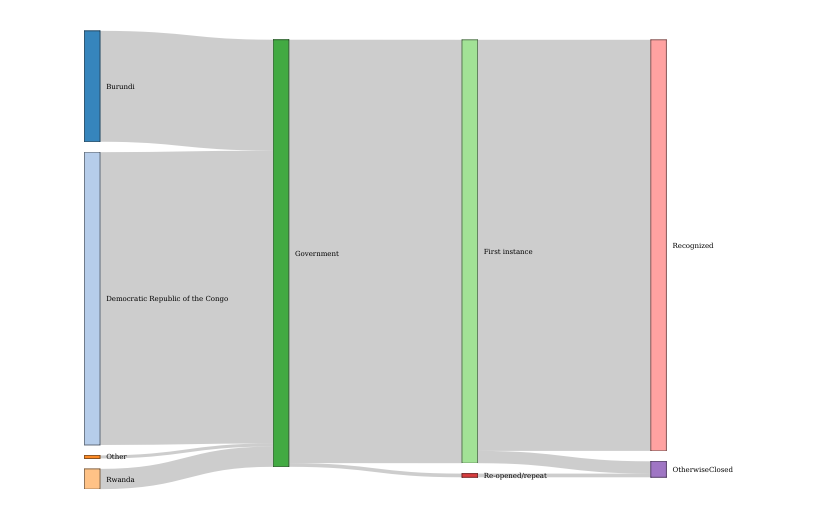 Burundi
Democratic Republic of the Congo
Other
Rwanda
Government
First instance
Re-opened/repeat
Recognized
OtherwiseClosed